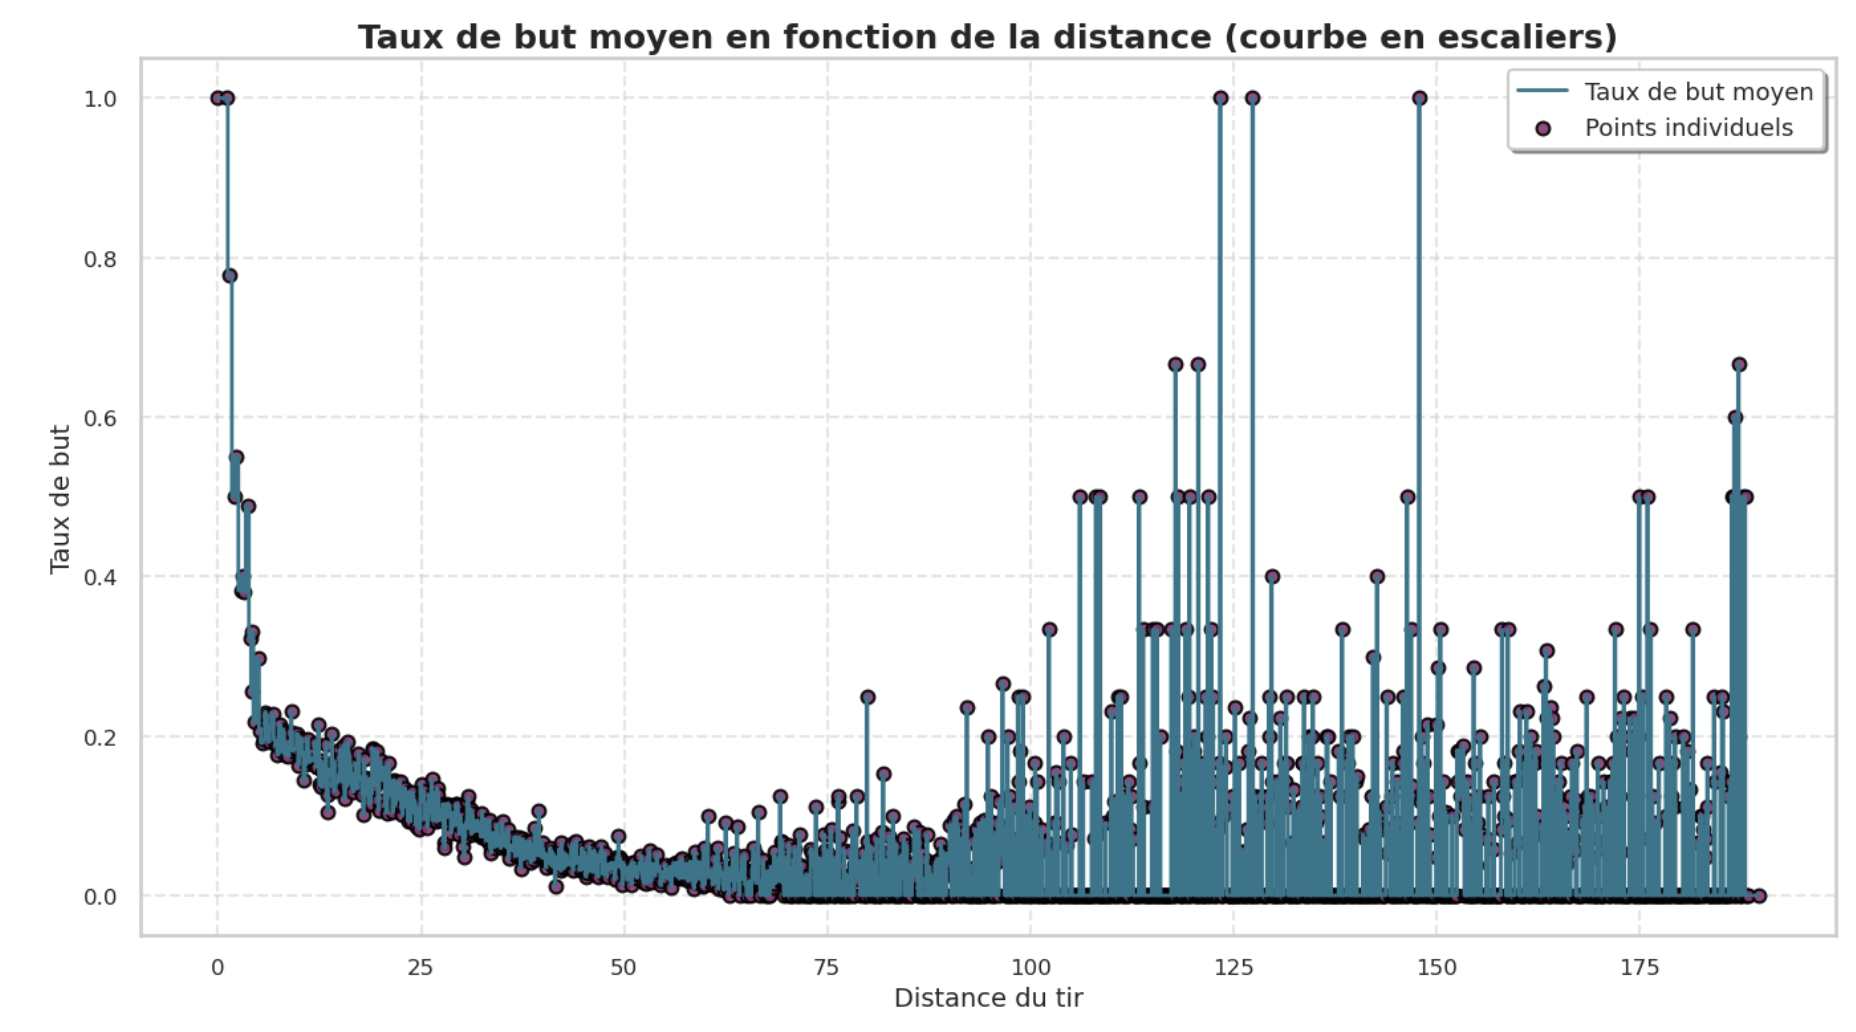 Taux de but moyen en fonction de la distance (courbe en escaliers)
Taux de but moyen
Points individuels
Taux de but
1.0
0.8
0.6
0.4
0.2
0.0
0
25
50
75
100
125
150
175
Distance du tir